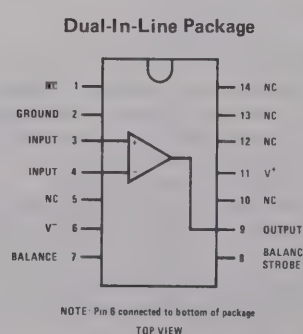 Dual-In-Line Package
NC 1
GROUND 2
INPUT 3
INPUT 4
NC 5
V⁻ 6
BALANCE 7
14 NC
13 NC
12 NC
11 V⁺
10 NC
9 OUTPUT
8 BALANC
STROBE
+
-
NOTE: Pin 6 connected to bottom of package
TOP VIEW